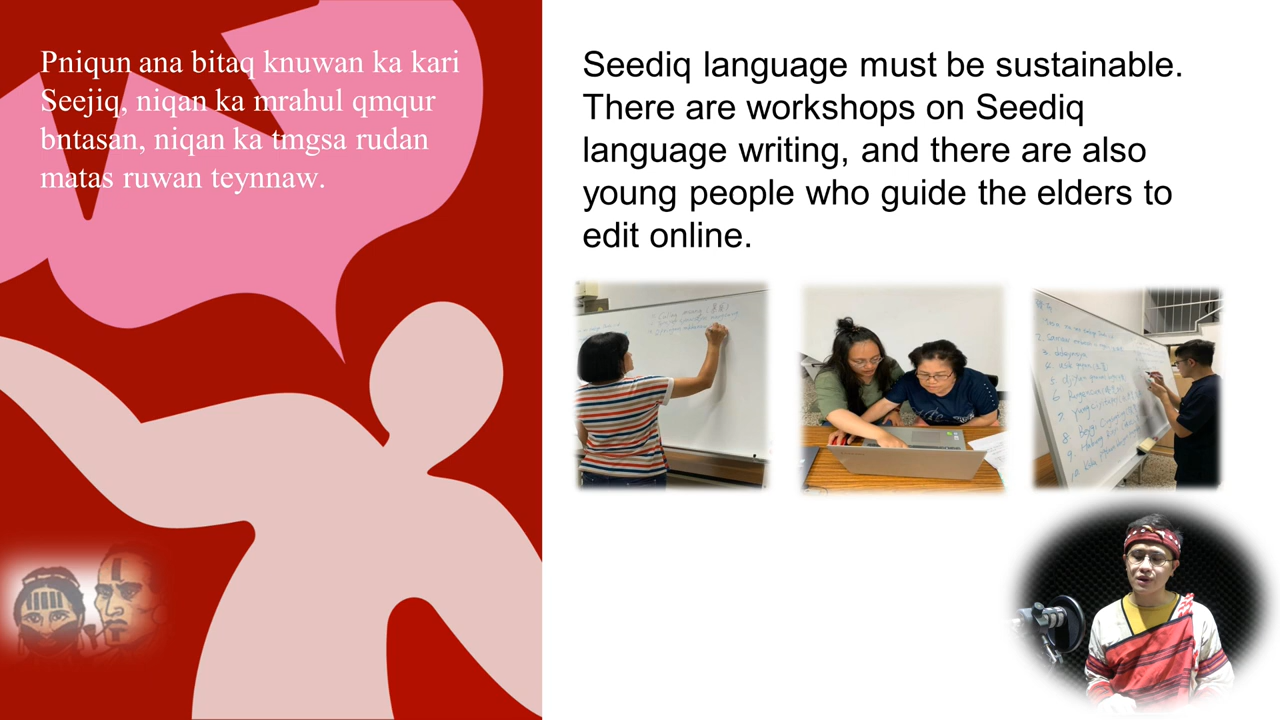 Pniqun ana bitaq knuwan ka kari
Seejiq, niqan ka mrahul qmqur
bntasan, niqan ka tmgsa rudan
matas ruwan teynnaw.
Seediq language must be sustainable.
There are workshops on Seediq
language writing, and there are also
young people who guide the elders to
edit online.